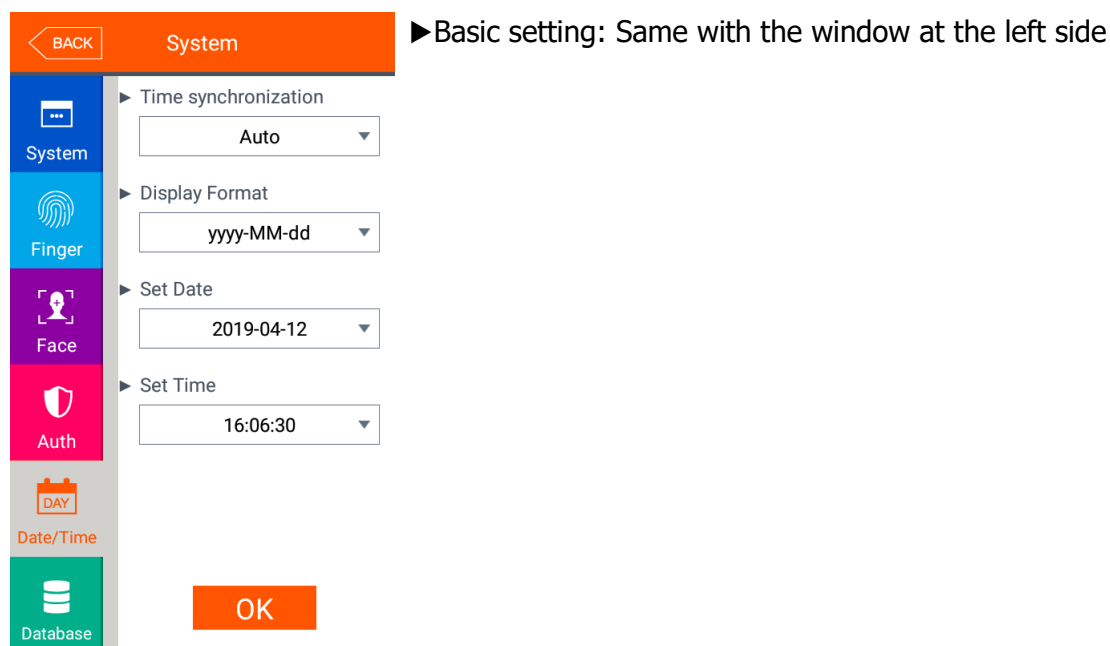 BACK
System
▶Basic setting: Same with the window at the left side
System
Finger
Face
Auth
DAY
Date/Time
Database
▶ Time synchronization
Auto
▶ Display Format
yyyy-MM-dd
▶ Set Date
2019-04-12
▶ Set Time
16:06:30
OK